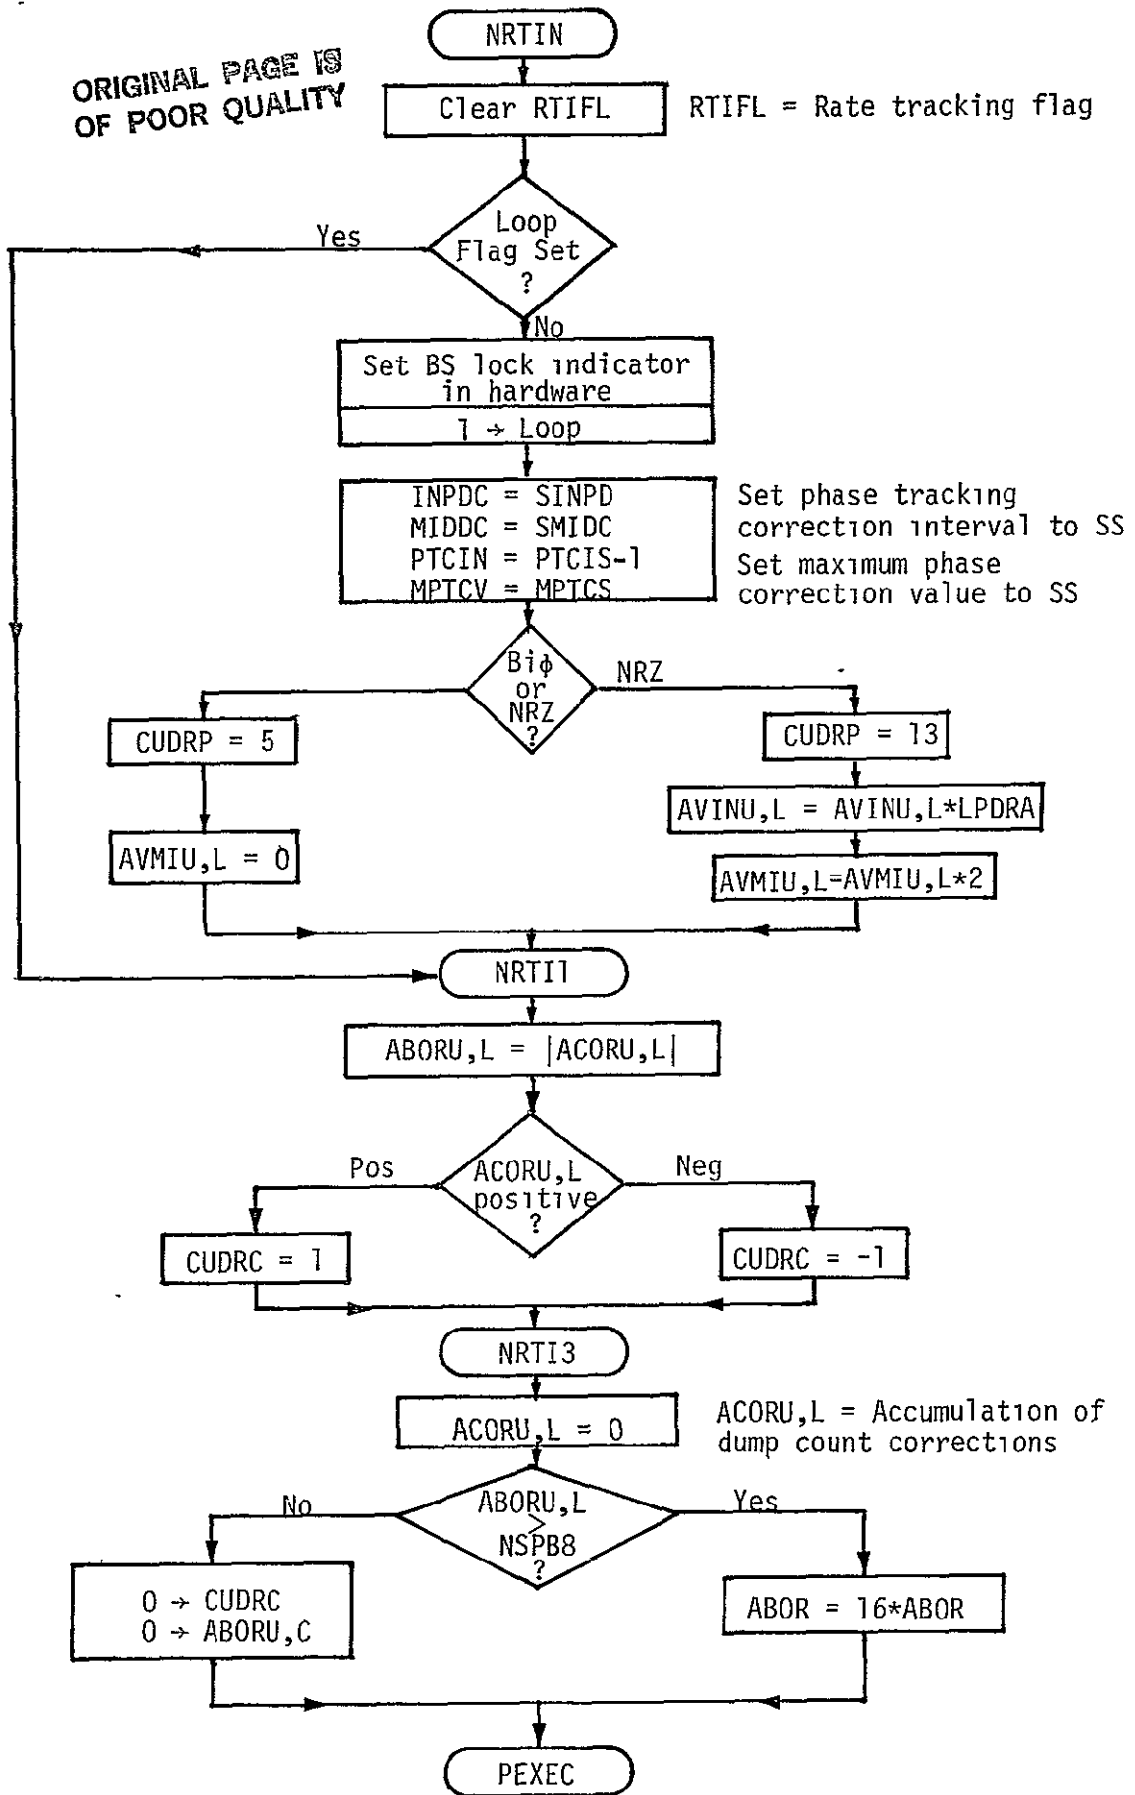 NRTIN
ORIGINAL PAGE IS
OF POOR QUALITY
Clear RTIFL
RTIFL = Rate tracking flag
Loop
Flag Set
?
Yes
No
Set BS lock indicator
in hardware
1 → Loop
INPDC = SINPD
MIDDC = SMIDC
PTCIN = PTCIS-1
MPTCV = MPTCS
Set phase tracking
correction interval to SS
Set maximum phase
correction value to SS
Biφ
or
NRZ
?
NRZ
CUDRP = 5
CUDRP = 13
AVINU,L = AVINU,L*LPDRA
AVMIU,L = 0
AVMIU,L=AVMIU,L*2
NRTI1
ABORU,L = |ACORU,L|
ACORU,L
positive
?
Pos
Neg
CUDRC = 1
CUDRC = -1
NRTI3
ACORU,L = 0
ACORU,L = Accumulation of
dump count corrections
ABORU,L
>
NSPB8
?
No
Yes
0 → CUDRC
0 → ABORU,C
ABOR = 16*ABOR
PEXEC